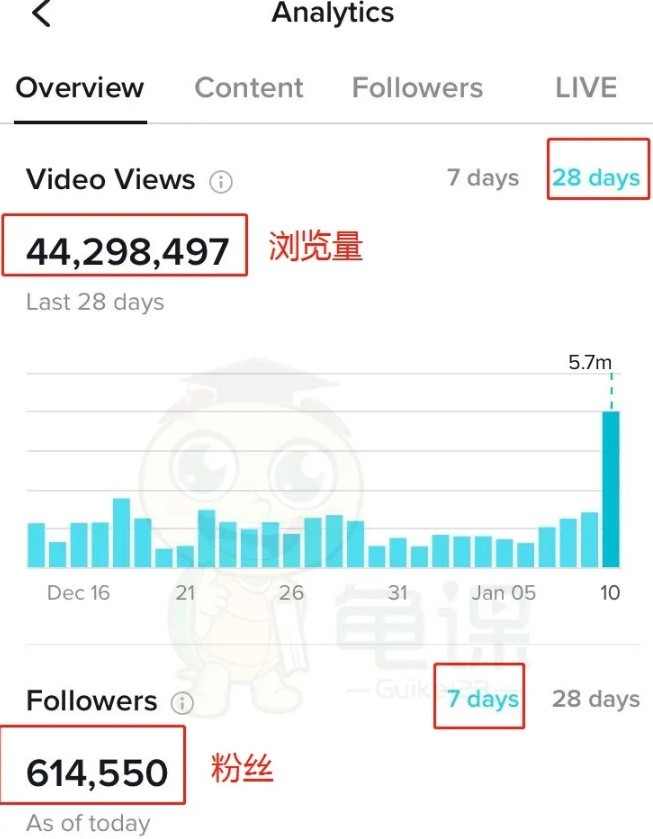 Analytics
Overview Content Followers LIVE
Video Views 7 days 28 days
44,298,497 浏览量
Last 28 days
5.7m
Dec 16 21 26 31 Jan 05 10
龟课
Followers 7 days 28 days
614,550 粉丝
As of today